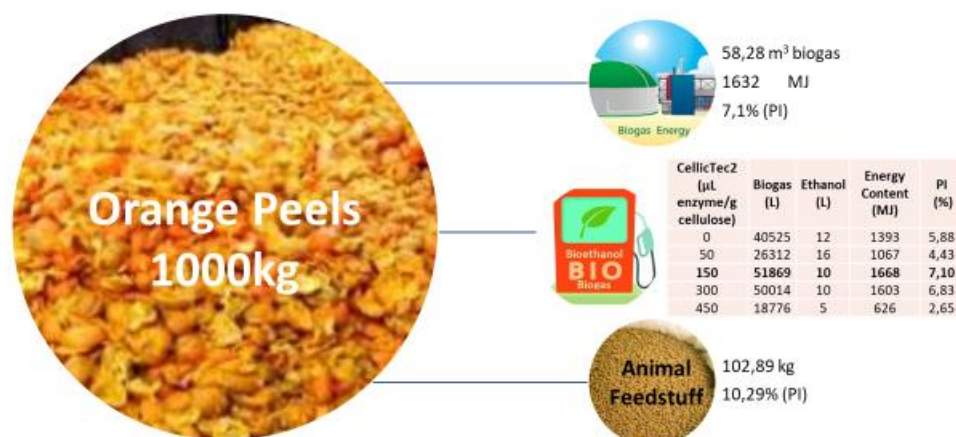 Orange Peels
1000kg
58,28 m³ biogas
1632 MJ
7,1% (PI)
Biogas Energy
Bioethanol
BIO
Biogas
CellicTec2
(µL
enzyme/g
cellulose)
Biogas
(L)
Ethanol
(L)
Energy
Content
(MJ)
PI
(%)
0 40525 12 1393 5,88
50 26312 16 1067 4,43
150 51869 10 1668 7,10
300 50014 10 1603 6,83
450 18776 5 626 2,65
Animal
Feedstuff
102,89 kg
10,29% (PI)